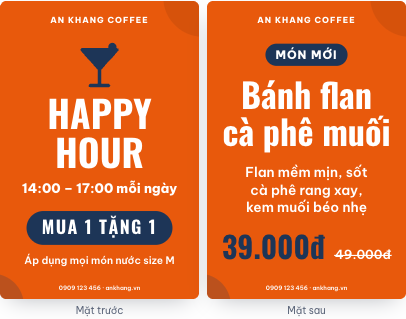 AN KHANG COFFEE
HAPPY
HOUR
14:00 – 17:00 mỗi ngày
MUA 1 TẶNG 1
Áp dụng mọi món nước size M
0909 123 456 · ankhang.vn
Mặt trước
AN KHANG COFFEE
MÓN MỚI
Bánh flan
cà phê muối
Flan mềm mịn, sốt
cà phê rang xay,
kem muối béo nhẹ
39.000đ 49.000đ
0909 123 456 · ankhang.vn
Mặt sau